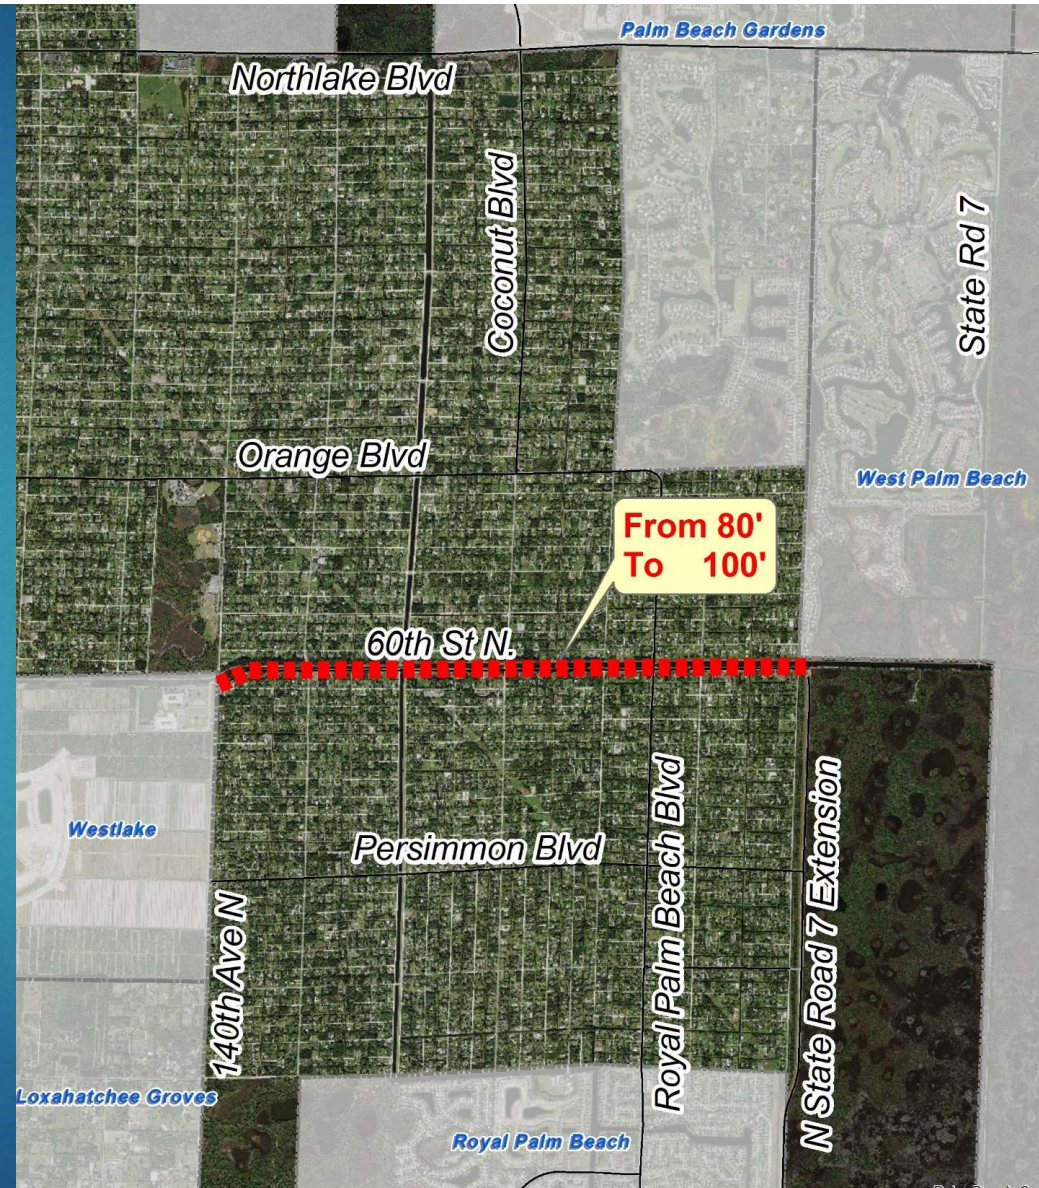 Palm Beach Gardens
Northlake Blvd
Coconut Blvd
State Rd 7
Orange Blvd
West Palm Beach
From 80'
To 100'
60th St N.
Westlake
Persimmon Blvd
Royal Palm Beach Blvd
N State Road 7 Extension
140th Ave N
Loxahatchee Groves
Royal Palm Beach